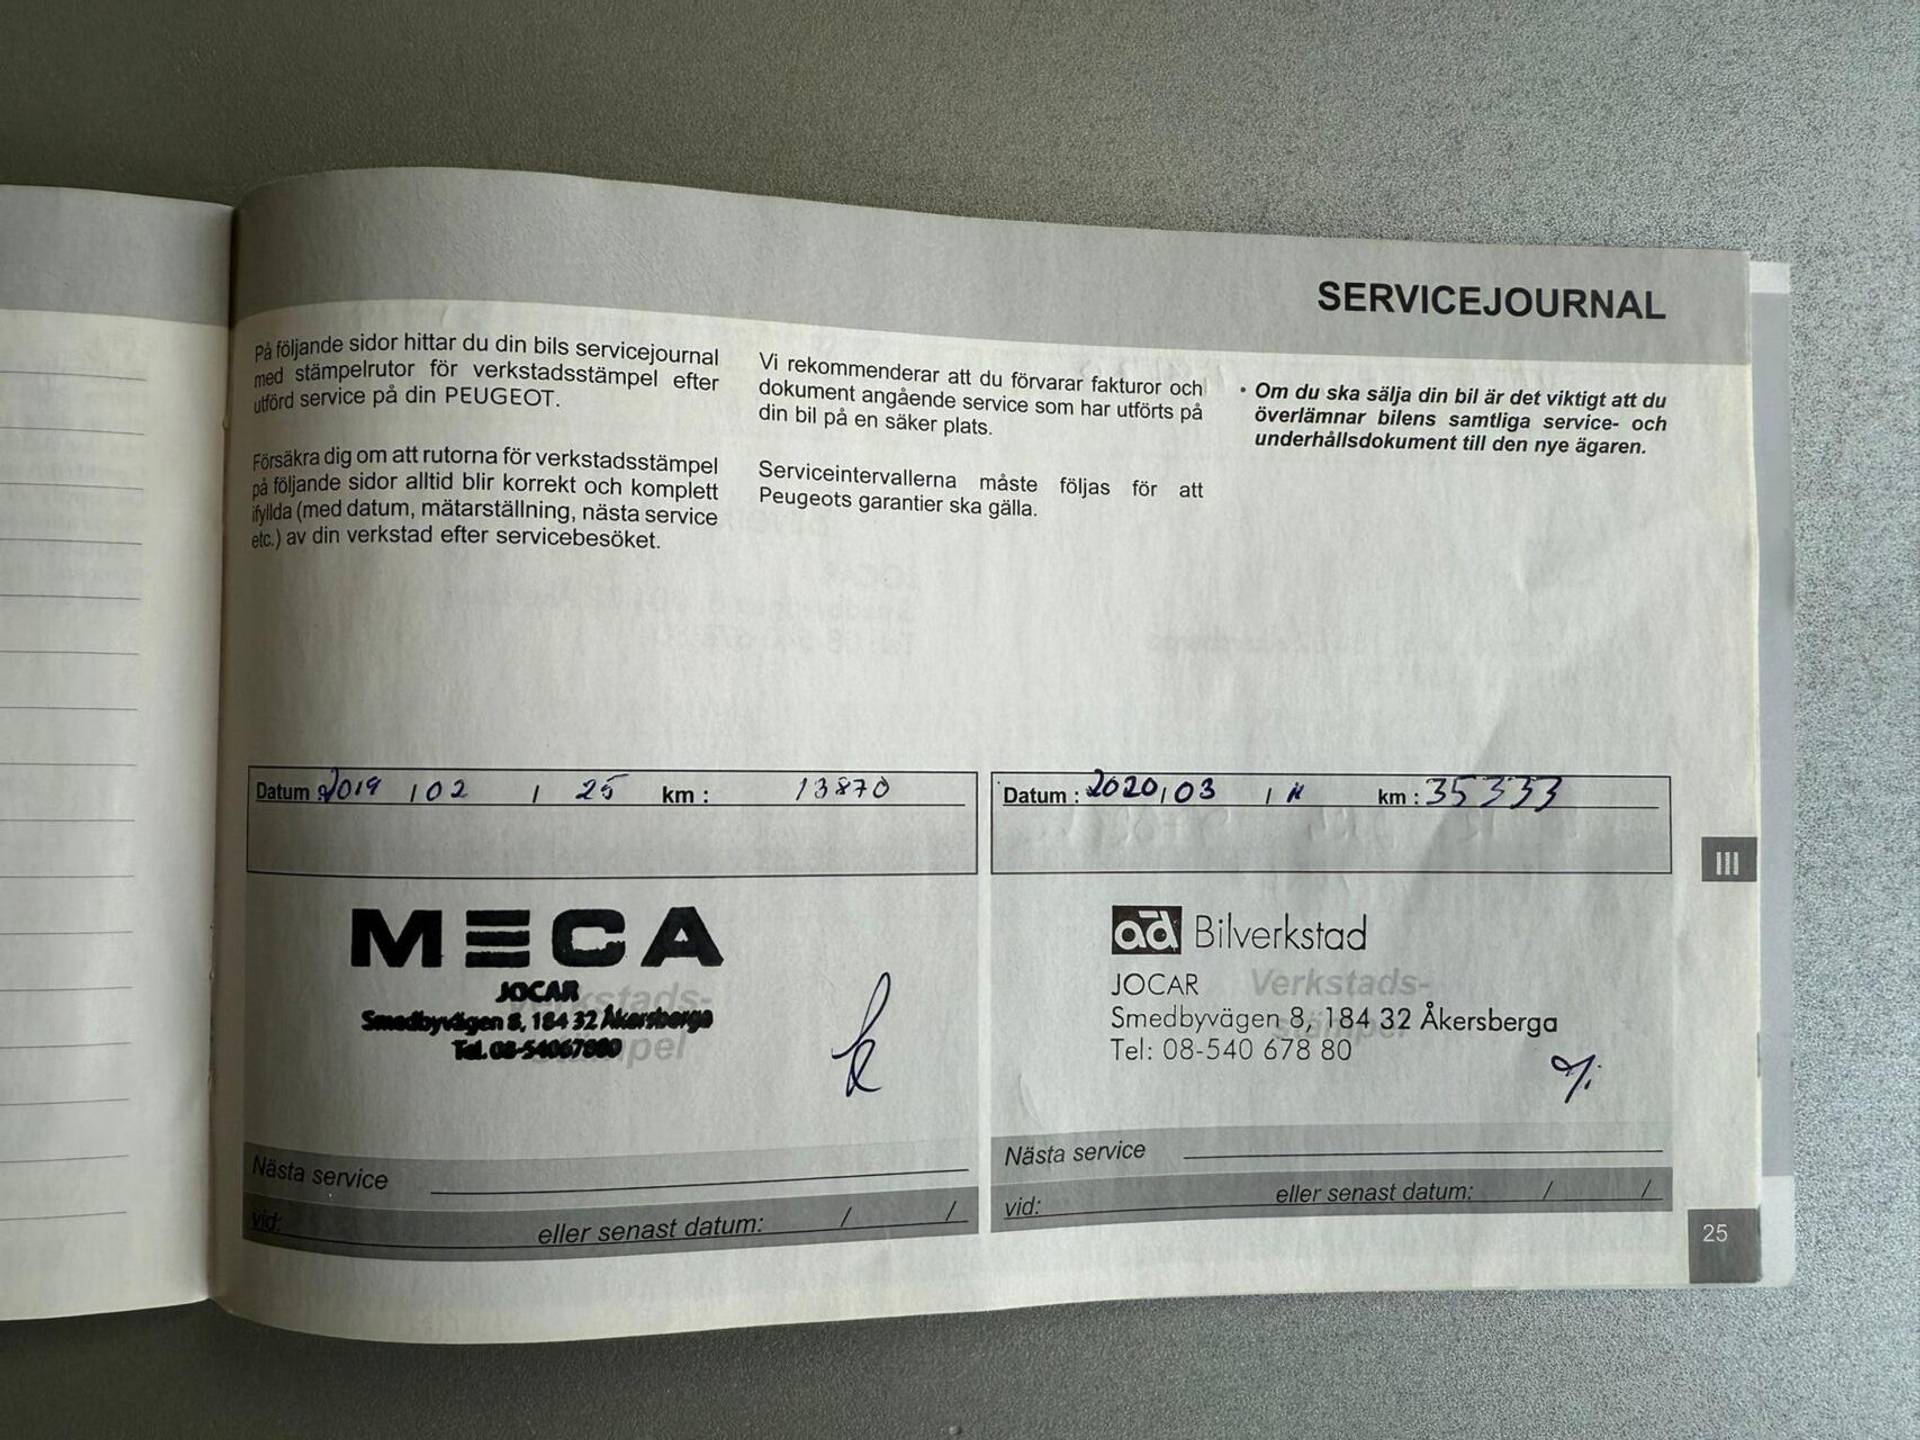 SERVICEJOURNAL
På följande sidor hittar du din bils servicejournal
med stämpelrutor för verkstadsstämpel efter
utförd service på din PEUGEOT.
Försäkra dig om att rutorna för verkstadsstämpel
på följande sidor alltid blir korrekt och komplett
ifyllda (med datum, mätarställning, nästa service
etc.) av din verkstad efter servicebesöket.
Vi rekommenderar att du förvarar fakturor och
dokument angående service som har utförts på
din bil på en säker plats.
Serviceintervallerna måste följas för att
Peugeots garantier ska gälla.
• Om du ska sälja din bil är det viktigt att du
överlämnar bilens samtliga service- och
underhållsdokument till den nye ägaren.
Datum : 2019 / 02 / 25 km : 13870
MECA
JOCAR
Smedbyvägen 8, 184 32 Åkersberga
Tel. 08-54067880
Verkstads-
stämpel
Nästa service
vid: eller senast datum: / /
Datum : 2020 / 03 / km : 35333
ad Bilverkstad
JOCAR
Smedbyvägen 8, 184 32 Åkersberga
Tel: 08-540 678 80
Verkstads-
stämpel
Nästa service
vid: eller senast datum: / /
III
25